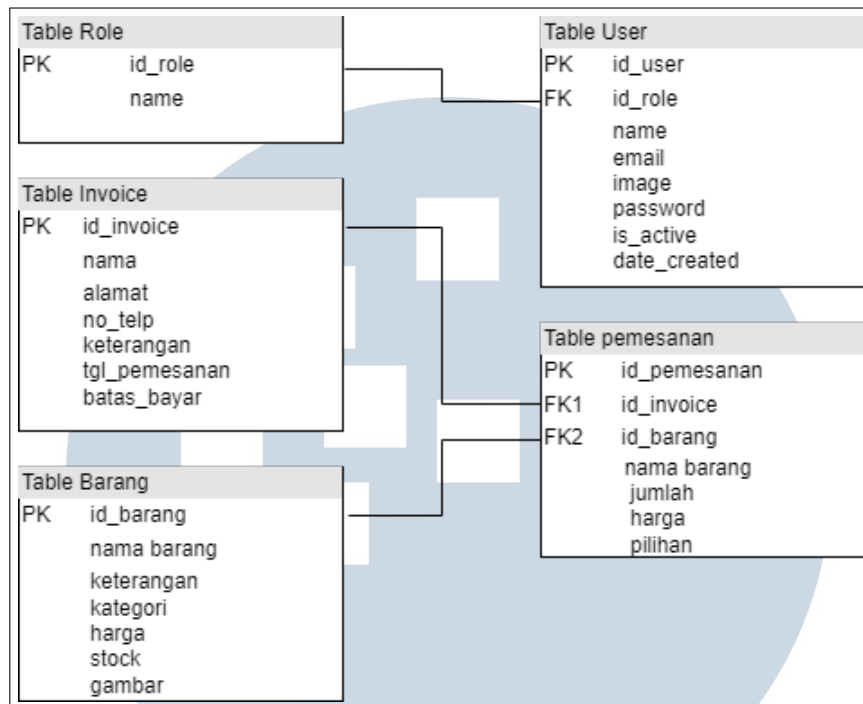 Table Role
PK id_role
name
Table User
PK id_user
FK id_role
name
email
image
password
is_active
date_created
Table Invoice
PK id_invoice
nama
alamat
no_telp
keterangan
tgl_pemesanan
batas_bayar
Table pemesanan
PK id_pemesanan
FK1 id_invoice
FK2 id_barang
nama barang
jumlah
harga
pilihan
Table Barang
PK id_barang
nama barang
keterangan
kategori
harga
stock
gambar